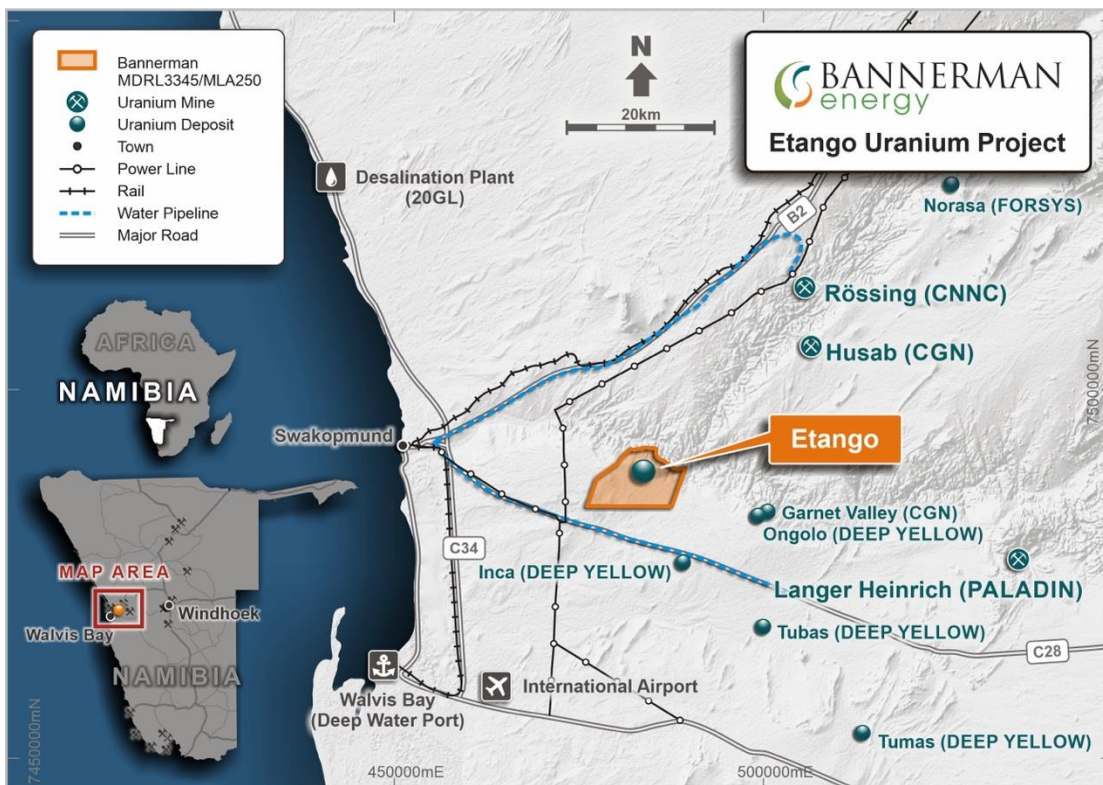 Bannerman
MDRL3345/MLA250
Uranium Mine
Uranium Deposit
Town
Power Line
Rail
Water Pipeline
Major Road
N
20km
BANNERMAN
energy
Etango Uranium Project
Desalination Plant
(20GL)
B2
Norasa (FORSYS)
Rössing (CNNC)
Husab (CGN)
7500000mN
AFRICA
NAMIBIA
Swakopmund
Etango
Garnet Valley (CGN)
Ongolo (DEEP YELLOW)
C34
Inca (DEEP YELLOW)
Langer Heinrich (PALADIN)
MAP AREA
Windhoek
Walvis Bay
NAMIBIA
Tubas (DEEP YELLOW)
C28
Walvis Bay
(Deep Water Port)
International Airport
Tumas (DEEP YELLOW)
7450000mN
450000mE
500000mE